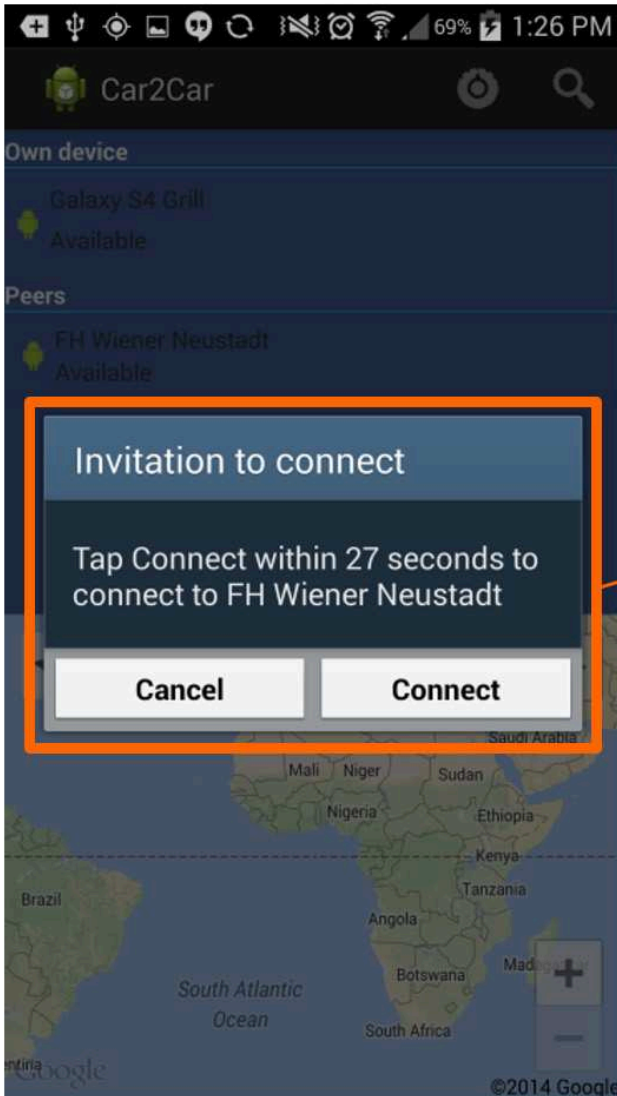 69% 1:26 PM
Car2Car
Own device
Galaxy S4 Grill
Available
Peers
FH Wiener Neustadt
Available
Invitation to connect
Tap Connect within 27 seconds to
connect to FH Wiener Neustadt
Cancel Connect
Saudi Arabia
Mali Niger Sudan
Nigeria Ethiopia
Kenya
Brazil Tanzania
Angola
Botswana
South Atlantic
Ocean
South Africa
Google
©2014 Google